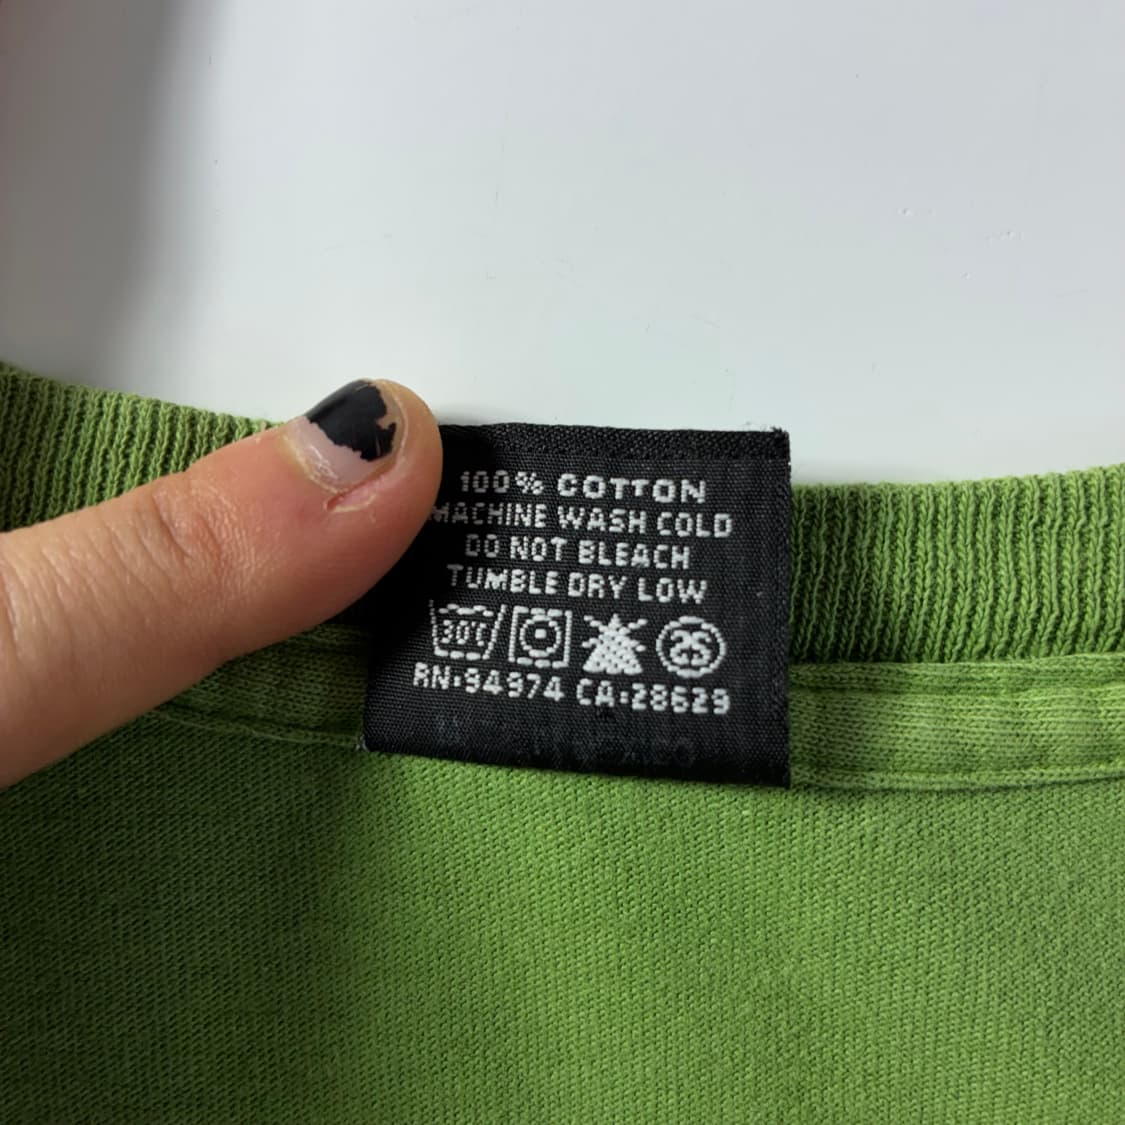 100% COTTON
MACHINE WASH COLD
DO NOT BLEACH
TUMBLE DRY LOW
30°C
RN:94974 CA:28629